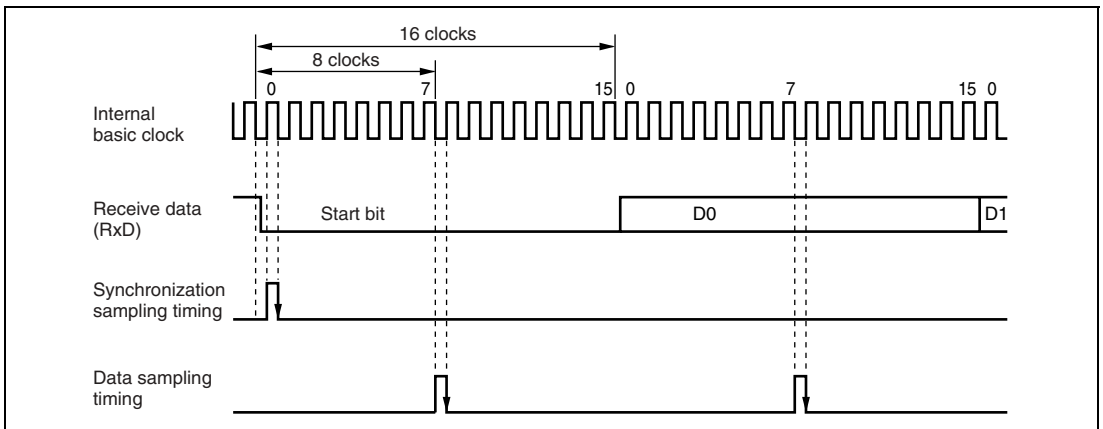 16 clocks
8 clocks
0 7 15 0 7 15 0
Internal
basic clock
Receive data
(RxD)
Start bit D0 D1
Synchronization
sampling timing
Data sampling
timing